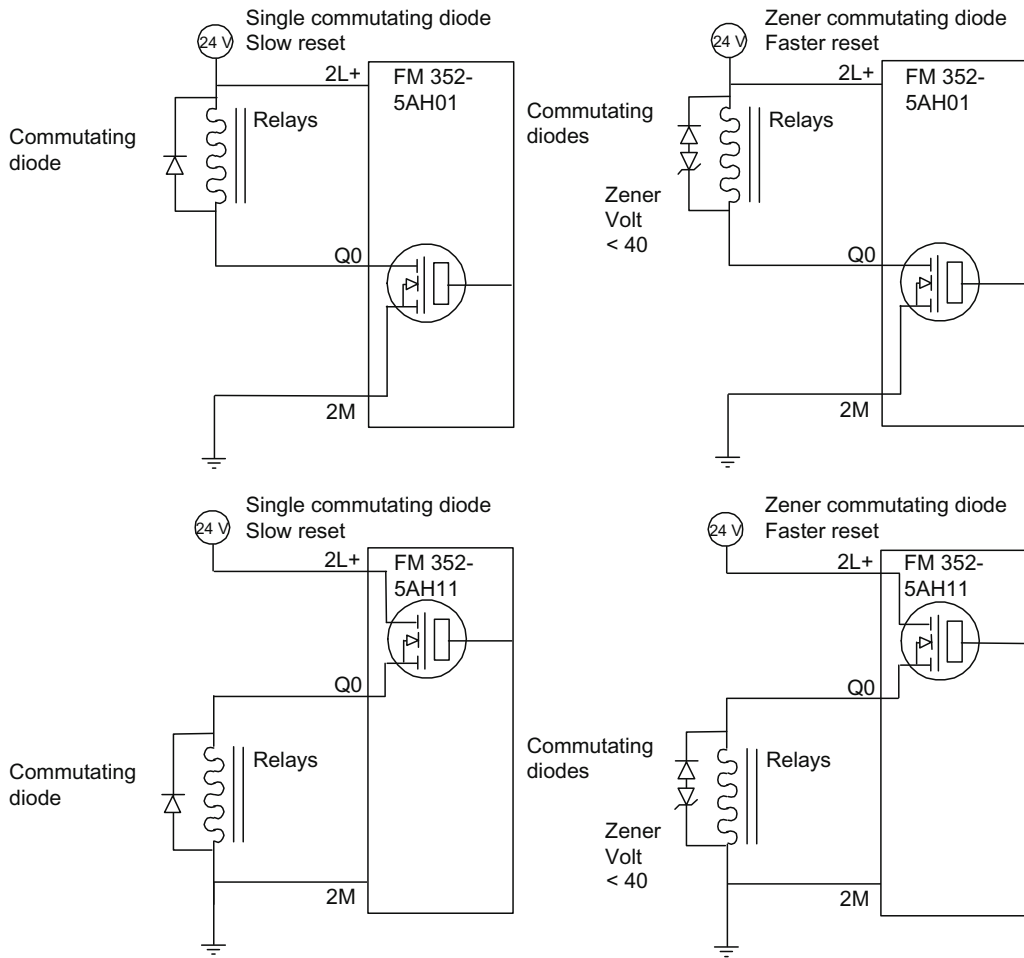 Single commutating diode
Slow reset
24 V
2L+
FM 352-
5AH01
Commutating
diode
Relays
Q0
2M
Zener commutating diode
Faster reset
24 V
2L+
FM 352-
5AH01
Commutating
diodes
Relays
Zener
Volt
< 40
Q0
2M
Single commutating diode
Slow reset
24 V
2L+
FM 352-
5AH11
Q0
Commutating
diode
Relays
2M
Zener commutating diode
Faster reset
24 V
2L+
FM 352-
5AH11
Q0
Commutating
diodes
Relays
Zener
Volt
< 40
2M